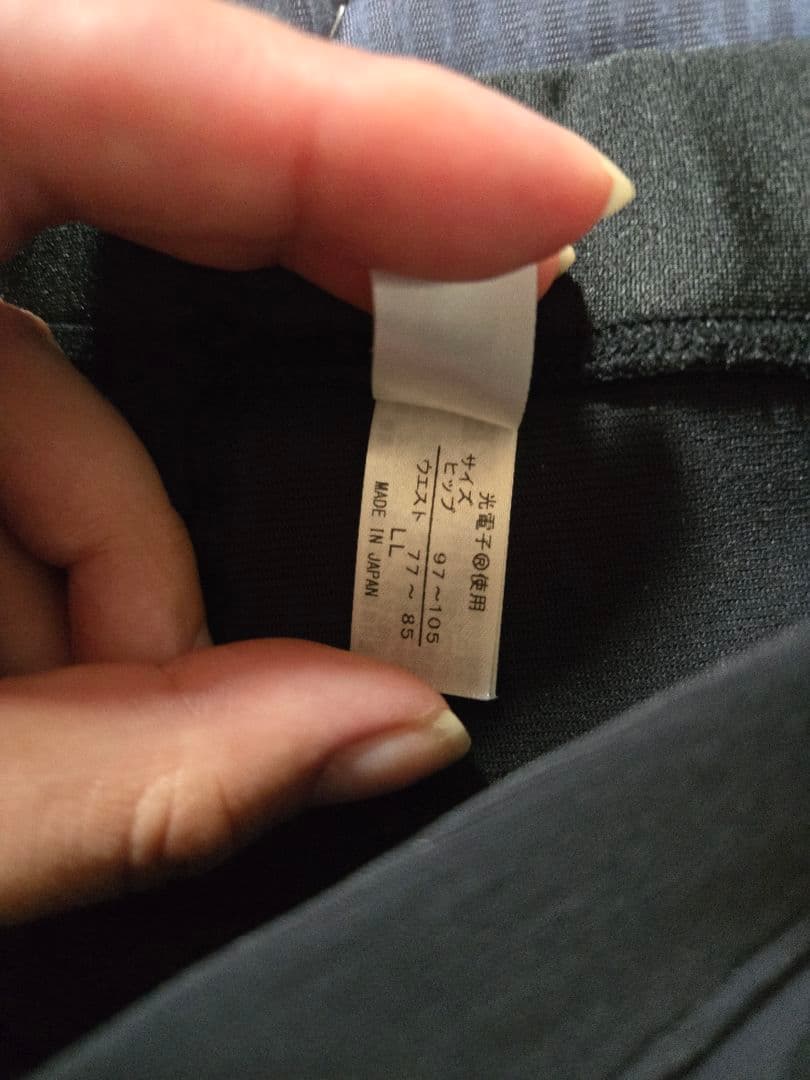 光電子®使用
サイズ
ヒップ 97～105
ウエスト 77～85
LL
MADE IN JAPAN